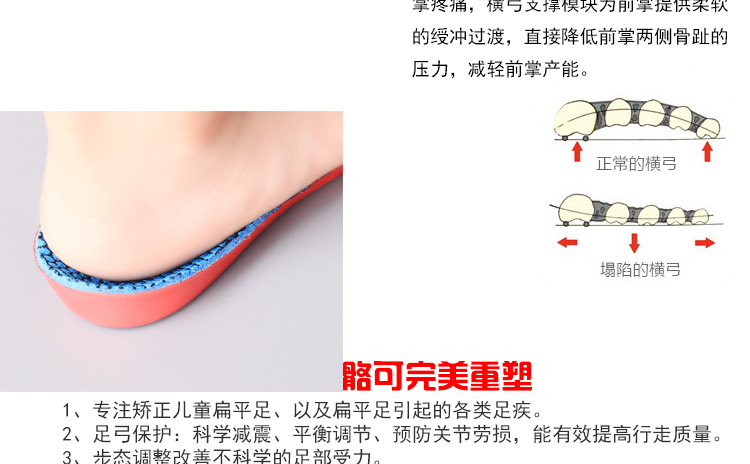 掌疼痛，横弓支撑模块为前掌提供柔软
的绶冲过渡，直接降低前掌两侧骨趾的
压力，减轻前掌产能。
正常的横弓
塌陷的横弓
骼可完美重塑
1、专注矫正儿童扁平足、以及扁平足引起的各类足疾。
2、足弓保护：科学减震、平衡调节、预防关节劳损，能有效提高行走质量。
3、步态调整改善不科学的足部受力。